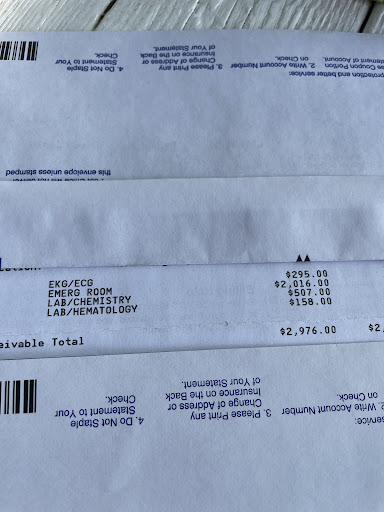 4. Do Not Staple
Statement to Your
Check.
3. Please Print any
Change of Address or
Insurance on the Back
of Your Statement.
2. Write Account Number
on Check.
protection and better service:
this envelope unless stamped
EKG/ECG $295.00
EMERG ROOM $2,016.00
LAB/CHEMISTRY $507.00
LAB/HEMATOLOGY $158.00
eivable Total $2,976.00 $2,
4. Do Not Staple
Statement to Your
Check.
3. Please Print any
Change of Address or
Insurance on the Back
of Your Statement.
2. Write Account Number
on Check.
service: